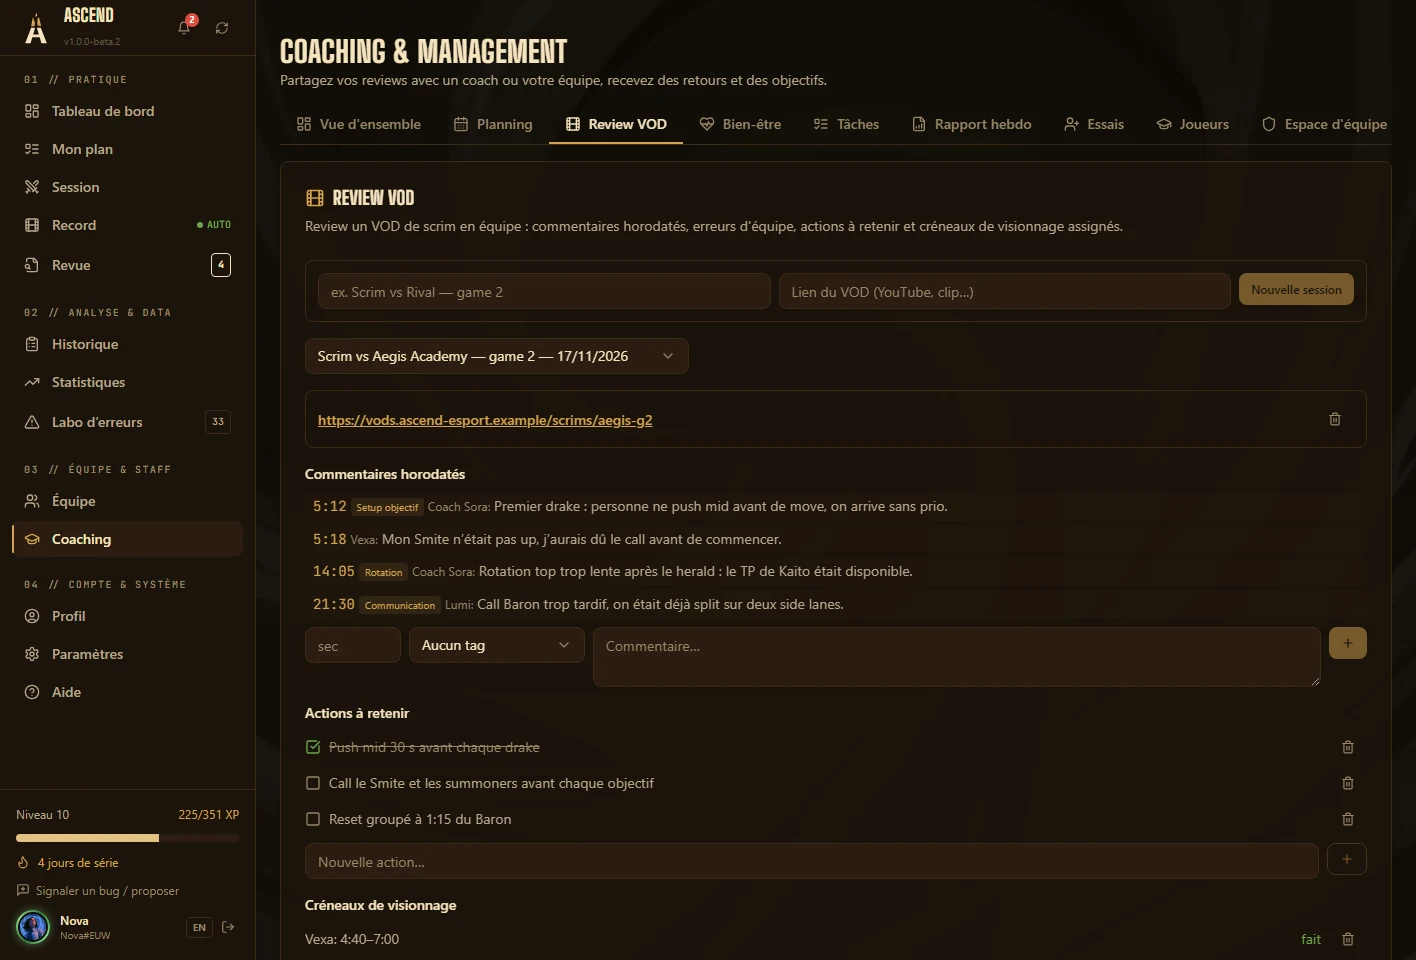 ASCEND
v1.0.0-beta.2
2
01 // PRATIQUE
Tableau de bord
Mon plan
Session
Record
AUTO
Revue
4
02 // ANALYSE & DATA
Historique
Statistiques
Labo d’erreurs
33
03 // ÉQUIPE & STAFF
Équipe
Coaching
04 // COMPTE & SYSTÈME
Profil
Paramètres
Aide
Niveau 10
225/351 XP
4 jours de série
Signaler un bug / proposer
Nova
Nova#EUW
EN
COACHING & MANAGEMENT
Partagez vos reviews avec un coach ou votre équipe, recevez des retours et des objectifs.
Vue d'ensemble
Planning
Review VOD
Bien-être
Tâches
Rapport hebdo
Essais
Joueurs
Espace d'équipe
REVIEW VOD
Review un VOD de scrim en équipe : commentaires horodatés, erreurs d'équipe, actions à retenir et créneaux de visionnage assignés.
ex. Scrim vs Rival — game 2
Lien du VOD (YouTube, clip...)
Nouvelle session
Scrim vs Aegis Academy — game 2 — 17/11/2026
https://vods.ascend-esport.example/scrims/aegis-g2
Commentaires horodatés
5:12 Setup objectif Coach Sora: Premier drake : personne ne push mid avant de move, on arrive sans prio.
5:18 Vexa: Mon Smite n’était pas up, j’aurais dû le call avant de commencer.
14:05 Rotation Coach Sora: Rotation top trop lente après le herald : le TP de Kaito était disponible.
21:30 Communication Lumi: Call Baron trop tardif, on était déjà split sur deux side lanes.
sec
Aucun tag
Commentaire...
+
Actions à retenir
Push mid 30 s avant chaque drake
Call le Smite et les summoners avant chaque objectif
Reset groupé à 1:15 du Baron
Nouvelle action...
+
Créneaux de visionnage
Vexa: 4:40–7:00
fait